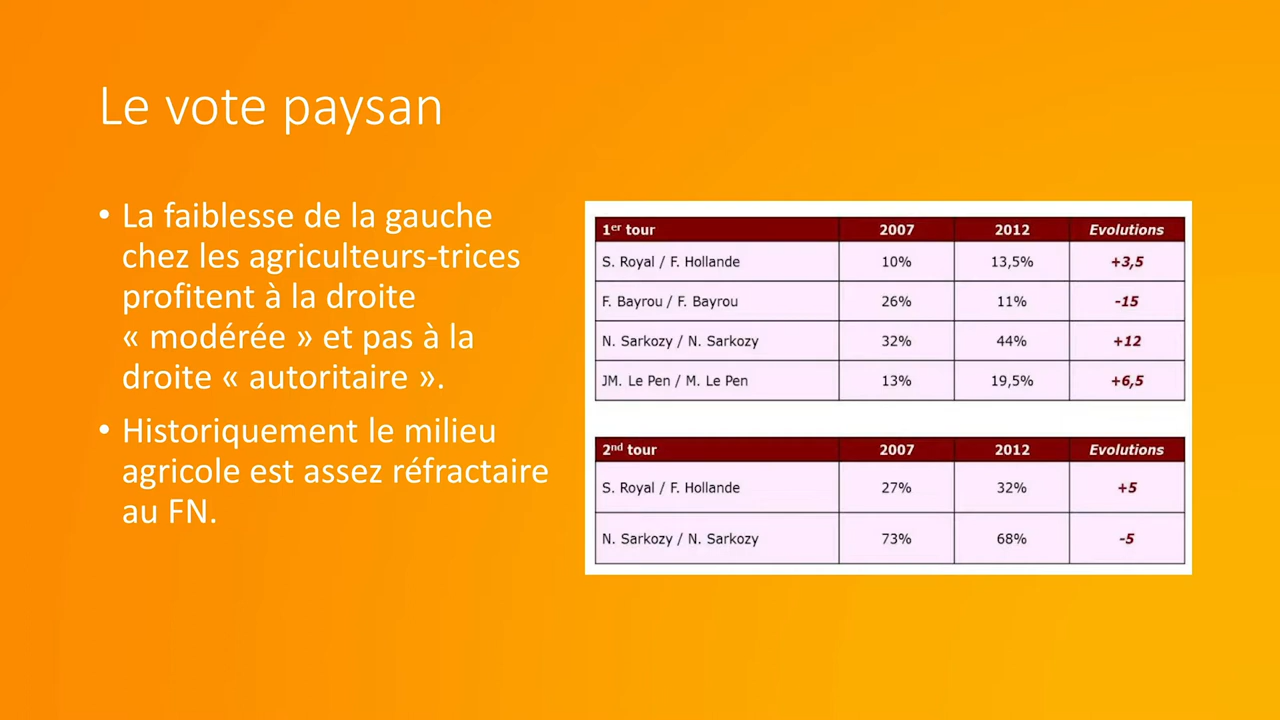 Le vote paysan
• La faiblesse de la gauche
chez les agriculteurs-trices
profitent à la droite
« modérée » et pas à la
droite « autoritaire ».
• Historiquement le milieu
agricole est assez réfractaire
au FN.
1er tour 2007 2012 Evolutions
S. Royal / F. Hollande 10% 13,5% +3,5
F. Bayrou / F. Bayrou 26% 11% -15
N. Sarkozy / N. Sarkozy 32% 44% +12
JM. Le Pen / M. Le Pen 13% 19,5% +6,5
2nd tour 2007 2012 Evolutions
S. Royal / F. Hollande 27% 32% +5
N. Sarkozy / N. Sarkozy 73% 68% -5